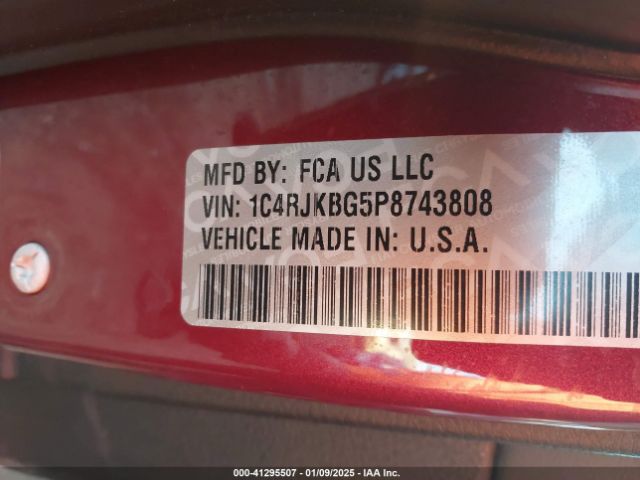 MFD BY: FCA US LLC
VIN: 1C4RJKBG5P8743808
VEHICLE MADE IN: U.S.A.
000-41295507 - 01/09/2025 - IAA Inc.